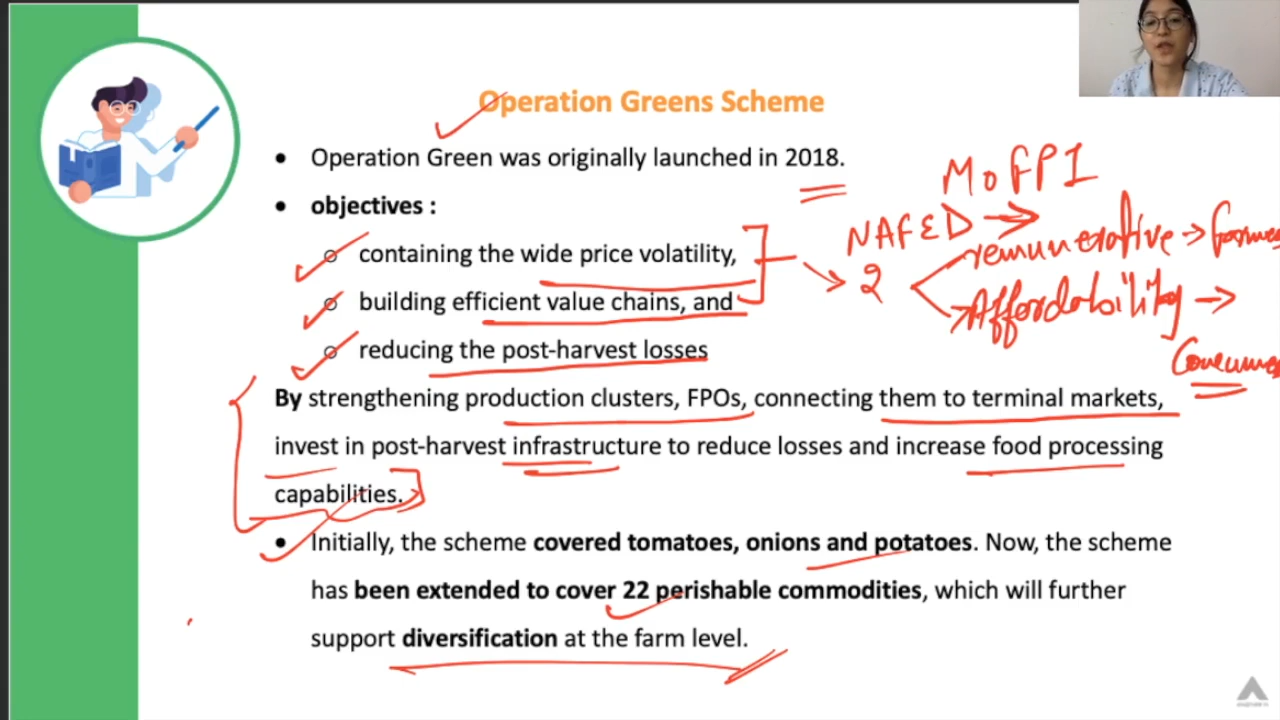 Operation Greens Scheme
• Operation Green was originally launched in 2018.
MoFPI
• objectives :
NAFED →
○ containing the wide price volatility,
remunerative →
2
○ building efficient value chains, and
Affordability →
○ reducing the post-harvest losses
By strengthening production clusters, FPOs, connecting them to terminal markets,
invest in post-harvest infrastructure to reduce losses and increase food processing
capabilities.
• Initially, the scheme covered tomatoes, onions and potatoes. Now, the scheme
has been extended to cover 22 perishable commodities, which will further
support diversification at the farm level.